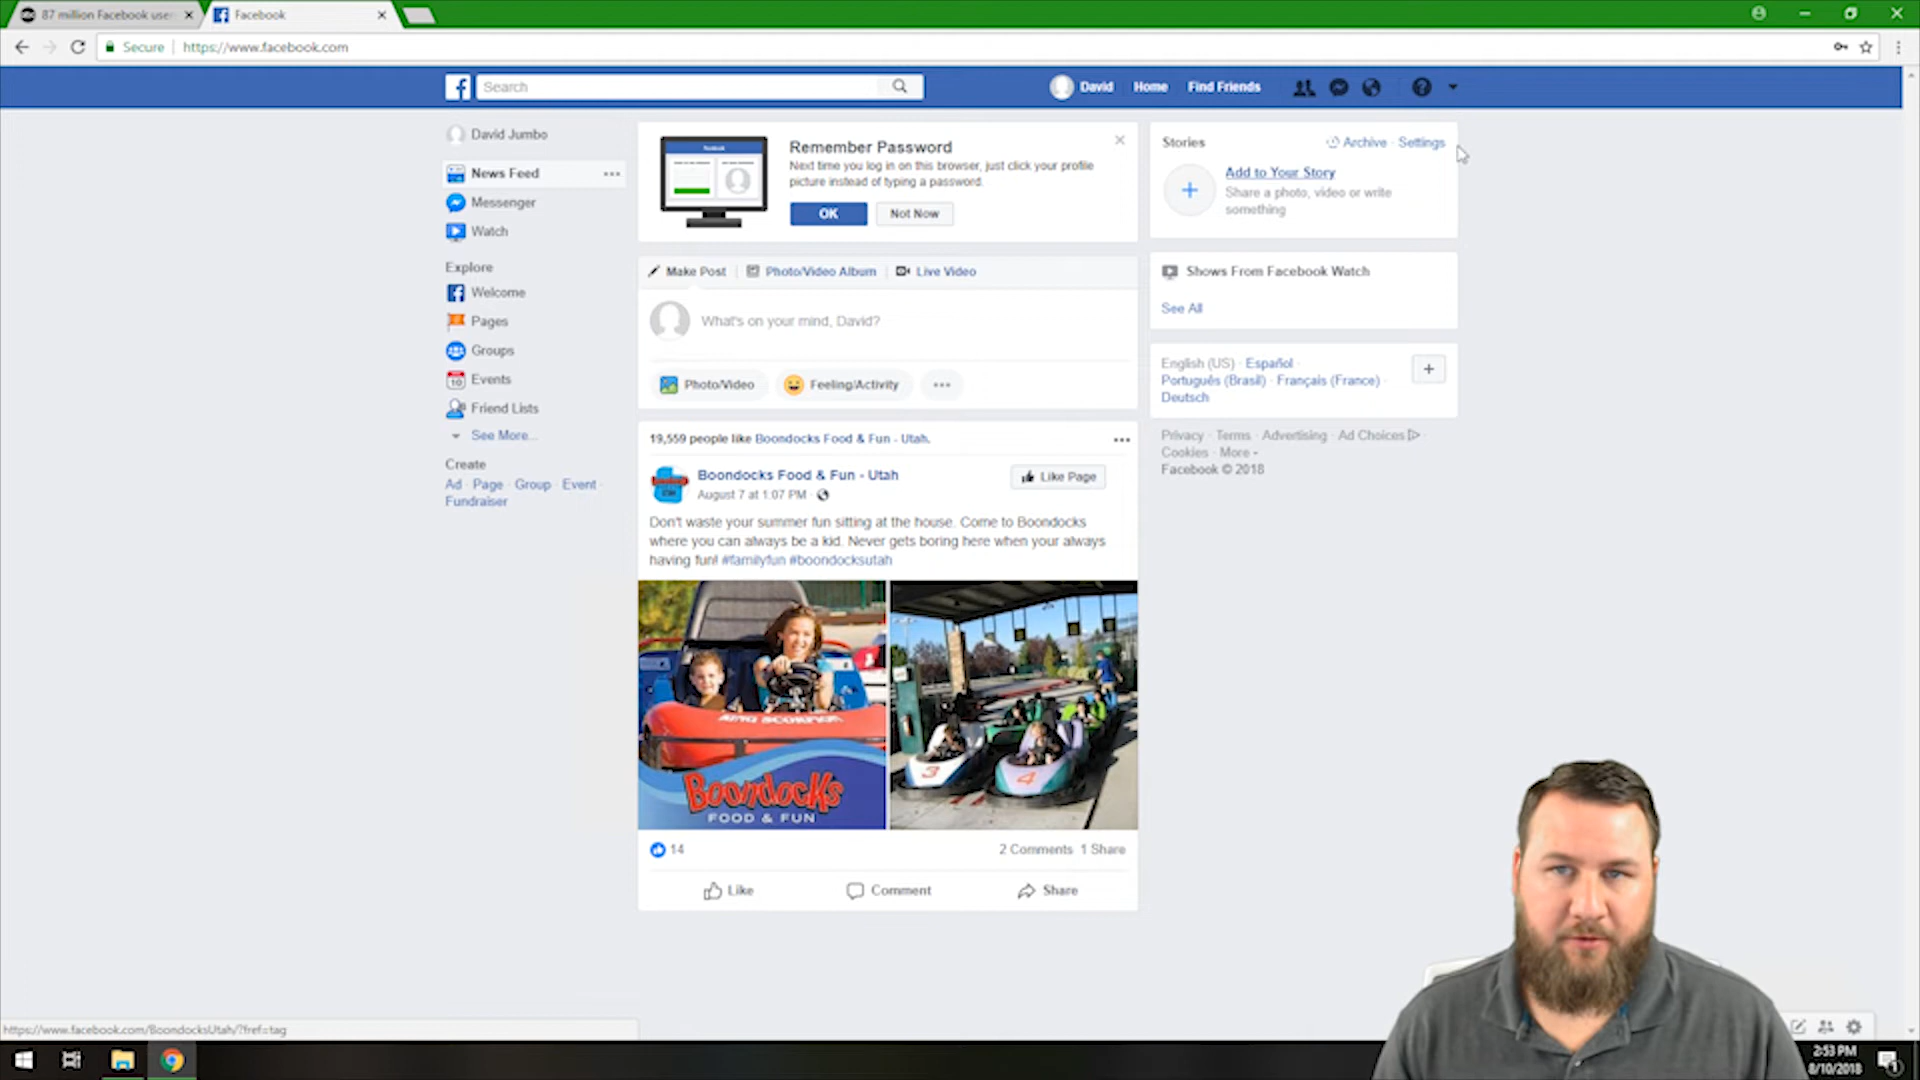 87 million Facebook user
Facebook
Secure
https://www.facebook.com
Search
David
Home
Find Friends
David Jumbo
News Feed
Messenger
Watch
Explore
Welcome
Pages
Groups
10
Events
Friend Lists
See More...
Create
Ad · Page · Group · Event ·
Fundraiser
Remember Password
Next time you log in on this browser, just click your profile
picture instead of typing a password.
OK
Not Now
Make Post
Photo/Video Album
Live Video
What's on your mind, David?
Photo/Video
Feeling/Activity
19,559 people like Boondocks Food & Fun - Utah.
Boondocks Food & Fun - Utah
August 7 at 1:07 PM ·
Like Page
Don't waste your summer fun sitting at the house. Come to Boondocks
where you can always be a kid. Never gets boring here when your always
having fun! #familyfun #boondocksutah
Boondocks
FOOD & FUN
3
4
14
2 Comments 1 Share
Like
Comment
Share
Stories
Archive · Settings
Add to Your Story
Share a photo, video or write
something
Shows From Facebook Watch
See All
English (US) · Español ·
Português (Brasil) · Français (France) ·
Deutsch
Privacy · Terms · Advertising · Ad Choices ·
Cookies · More
Facebook © 2018
https://www.facebook.com/BoondocksUtah/?fref=tag
2:53 PM
8/10/2018